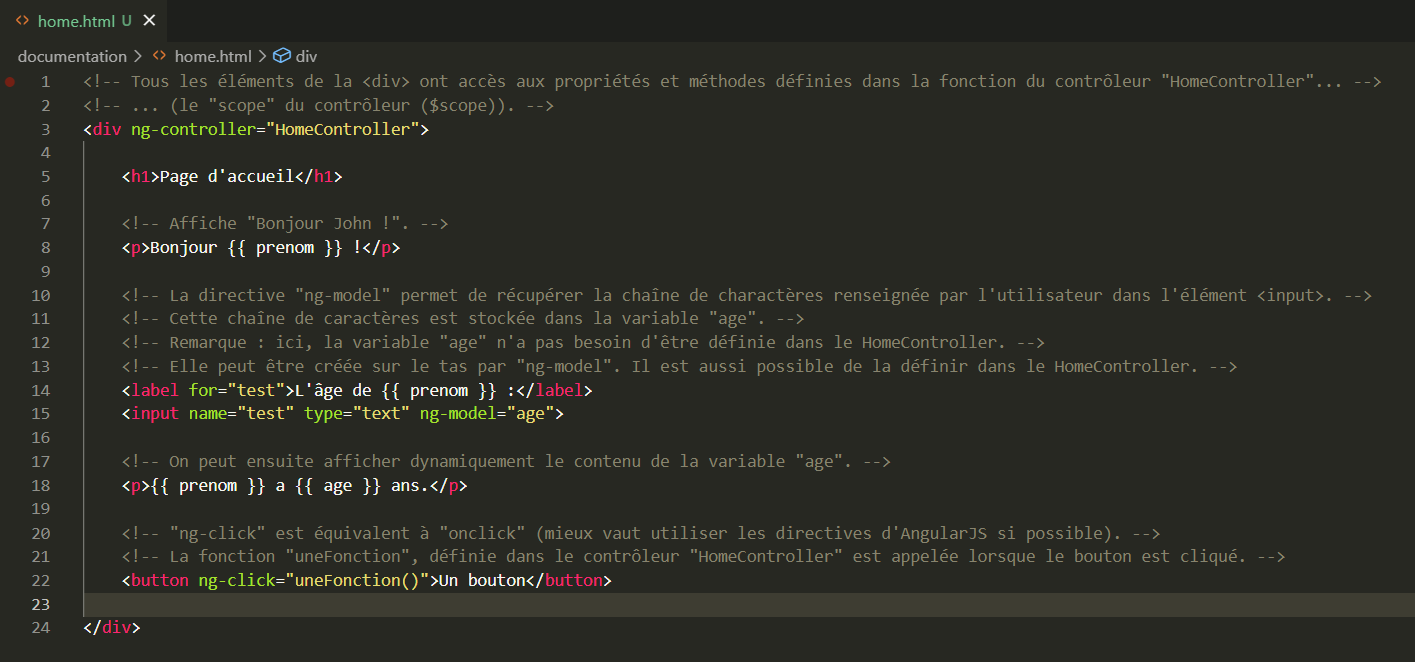 home.html U
documentation > home.html > div
1 <!-- Tous les éléments de la <div> ont accès aux propriétés et méthodes définies dans la fonction du contrôleur "HomeController"... -->
2 <!-- ... (le "scope" du contrôleur ($scope)). -->
3 <div ng-controller="HomeController">
4
5 <h1>Page d'accueil</h1>
6
7 <!-- Affiche "Bonjour John !". -->
8 <p>Bonjour {{ prenom }} !</p>
9
10 <!-- La directive "ng-model" permet de récupérer la chaîne de charactères renseignée par l'utilisateur dans l'élément <input>. -->
11 <!-- Cette chaîne de caractères est stockée dans la variable "age". -->
12 <!-- Remarque : ici, la variable "age" n'a pas besoin d'être définie dans le HomeController. -->
13 <!-- Elle peut être créée sur le tas par "ng-model". Il est aussi possible de la définir dans le HomeController. -->
14 <label for="test">L'âge de {{ prenom }} :</label>
15 <input name="test" type="text" ng-model="age">
16
17 <!-- On peut ensuite afficher dynamiquement le contenu de la variable "age". -->
18 <p>{{ prenom }} a {{ age }} ans.</p>
19
20 <!-- "ng-click" est équivalent à "onclick" (mieux vaut utiliser les directives d'AngularJS si possible). -->
21 <!-- La fonction "uneFonction", définie dans le contrôleur "HomeController" est appelée lorsque le bouton est cliqué. -->
22 <button ng-click="uneFonction()">Un bouton</button>
23
24 </div>